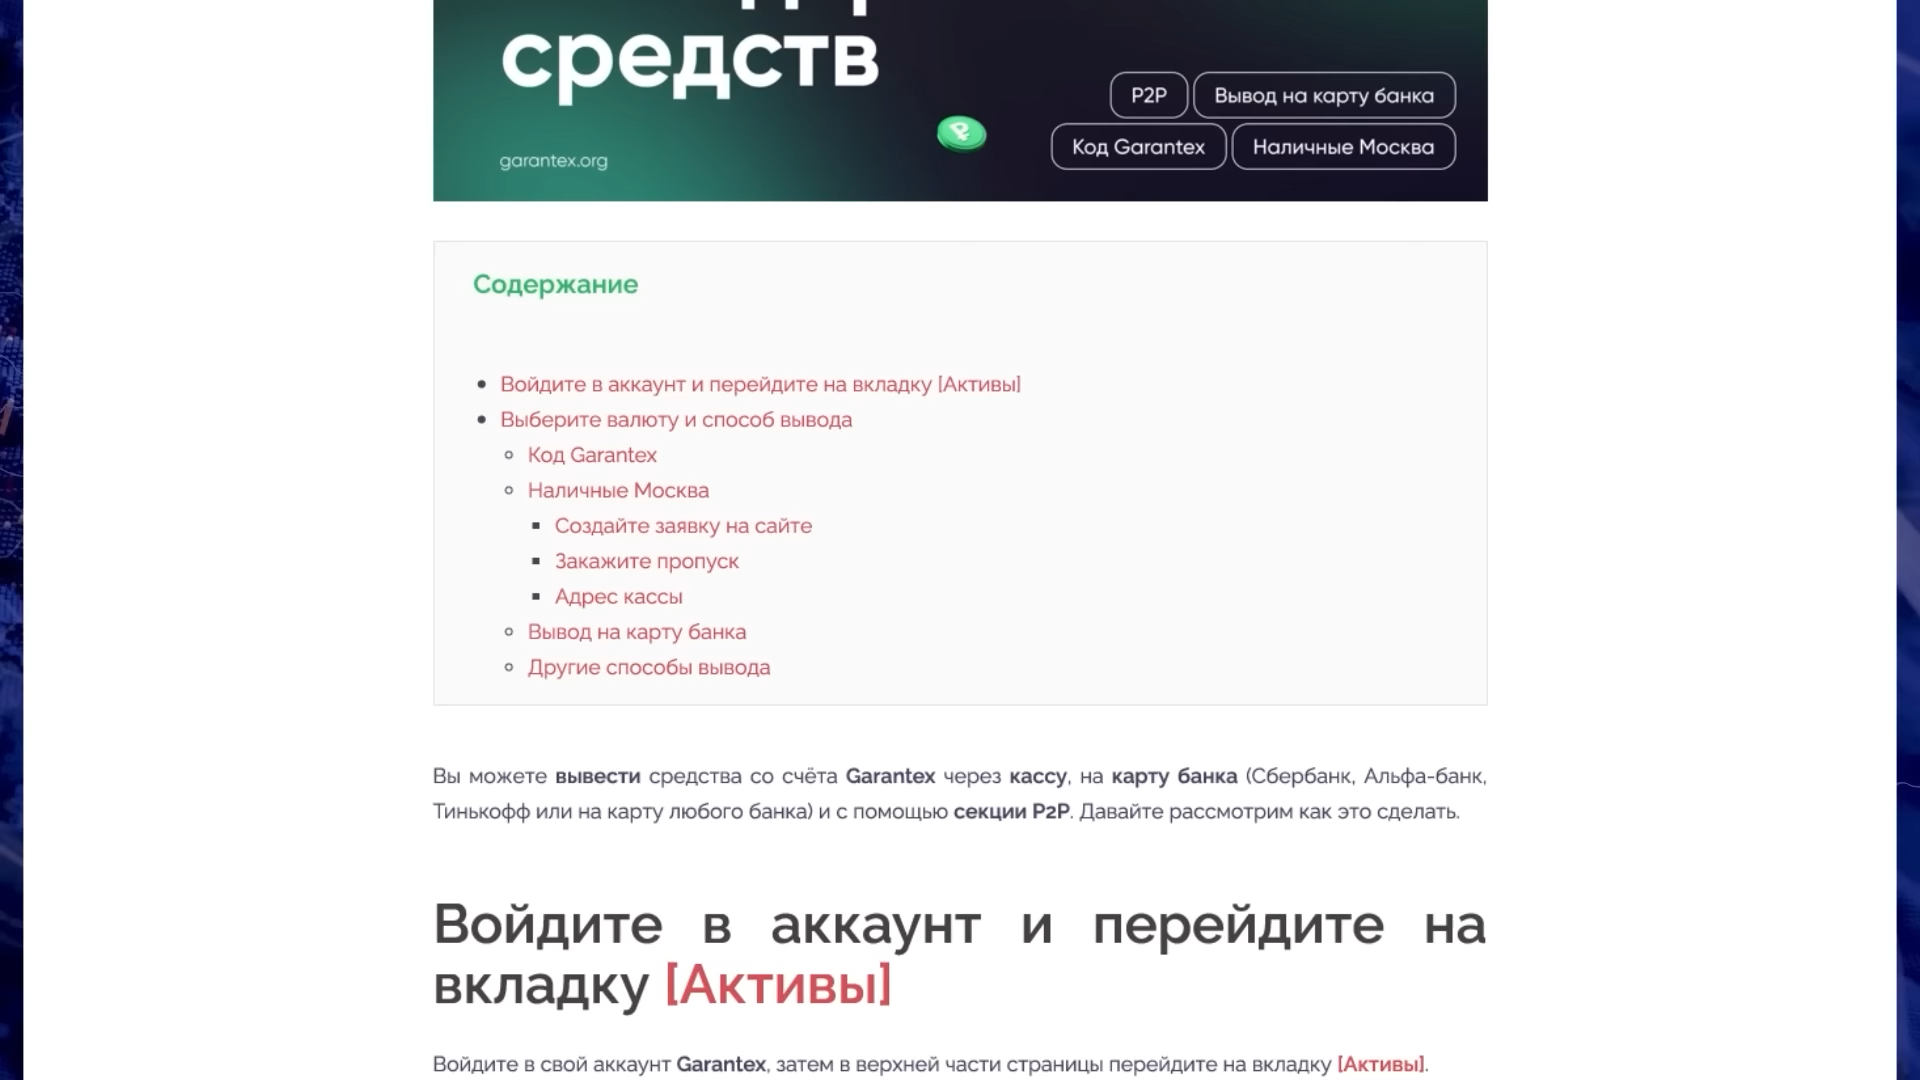 средств
P2P
Вывод на карту банка
Код Garantex
Наличные Москва
garantex.org
Содержание
Войдите в аккаунт и перейдите на вкладку [Активы]
Выберите валюту и способ вывода
Код Garantex
Наличные Москва
Создайте заявку на сайте
Закажите пропуск
Адрес кассы
Вывод на карту банка
Другие способы вывода
Вы можете вывести средства со счёта Garantex через кассу, на карту банка (Сбербанк, Альфа-банк,
Тинькофф или на карту любого банка) и с помощью секции P2P. Давайте рассмотрим как это сделать.
Войдите в аккаунт и перейдите на
вкладку [Активы]
Войдите в свой аккаунт Garantex, затем в верхней части страницы перейдите на вкладку [Активы].